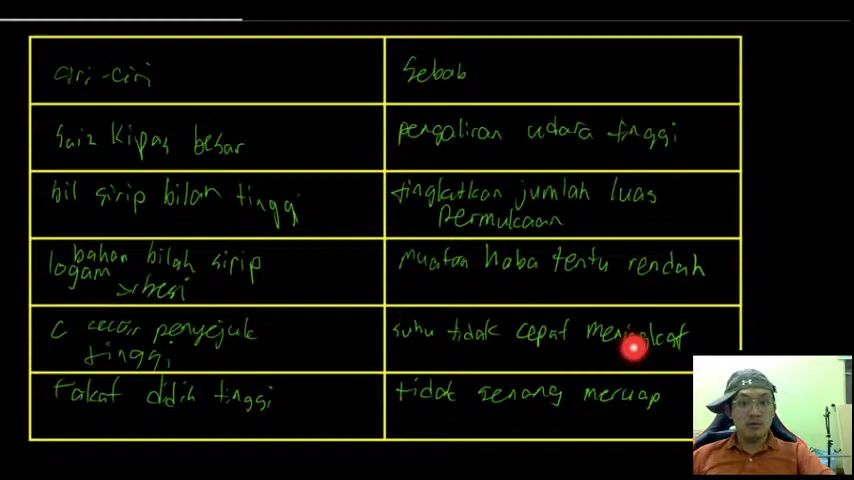 ciri-ciri
Sebab
Saiz kipas besar
pengaliran udara tinggi
bil sirip bilah tinggi
tingkatkan jumlah luas
permukaan
bahan bilah sirip
logam
besi
muatan haba tentu rendah
c cecair penyejuk
tinggi
suhu tidak cepat meningkat
Takat didih tinggi
tidak senang meruap